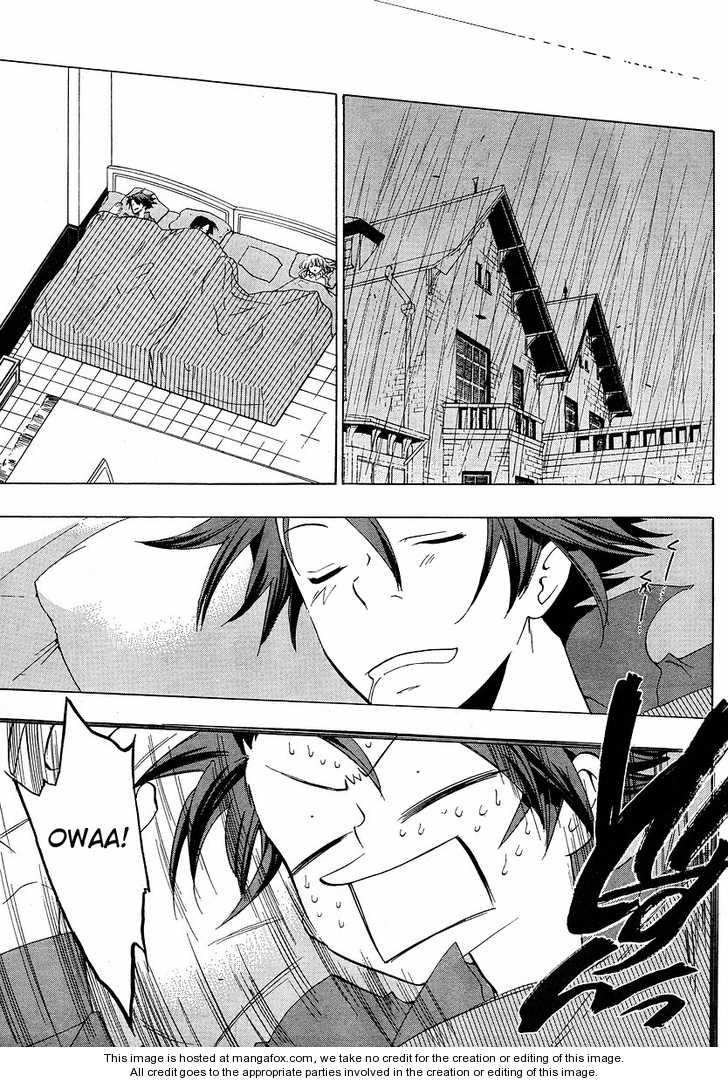 OWAA!
This image is hosted at mangafox.com, we take no credit for the creation or editing of this image.
All credit goes to the appropriate parties involved in the creation or editing of this image.